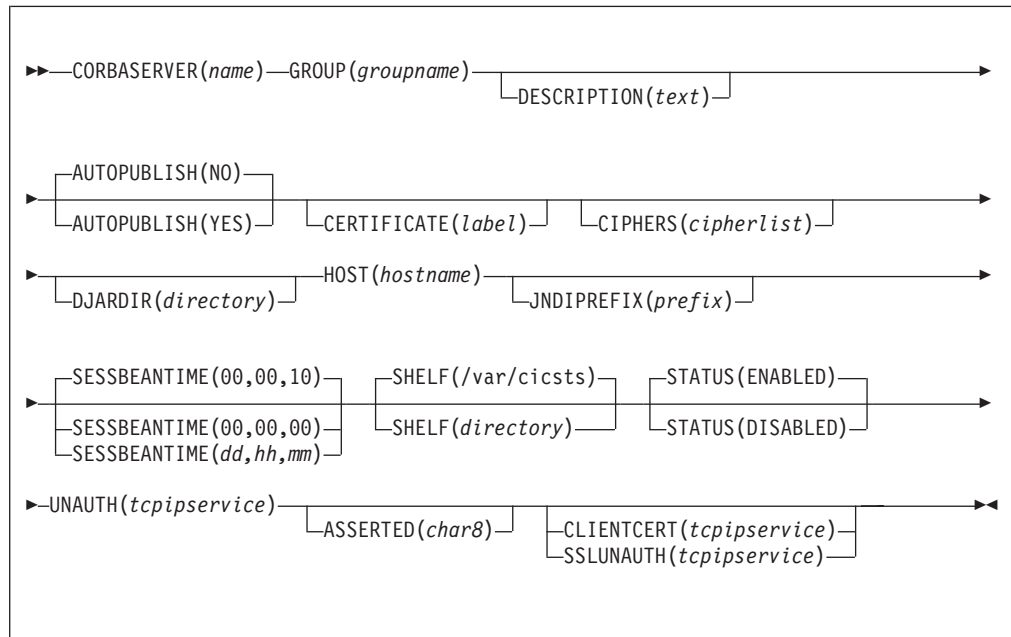 CORBASERVER(name) GROUP(groupname)
DESCRIPTION(text)
AUTOPUBLISH(NO)
AUTOPUBLISH(YES) CERTIFICATE(label) CIPHERS(cipherlist)
DJARDIR(directory) HOST(hostname) JNDIPREFIX(prefix)
SESSBEANTIME(00,00,10) SHELF(/var/cicsts) STATUS(ENABLED)
SESSBEANTIME(00,00,00) SHELF(directory) STATUS(DISABLED)
SESSBEANTIME(dd,hh,mm)
UNAUTH(tcpipservice)
ASSERTED(char8) CLIENTCERT(tcpipservice)
SSLUNAUTH(tcpipservice)